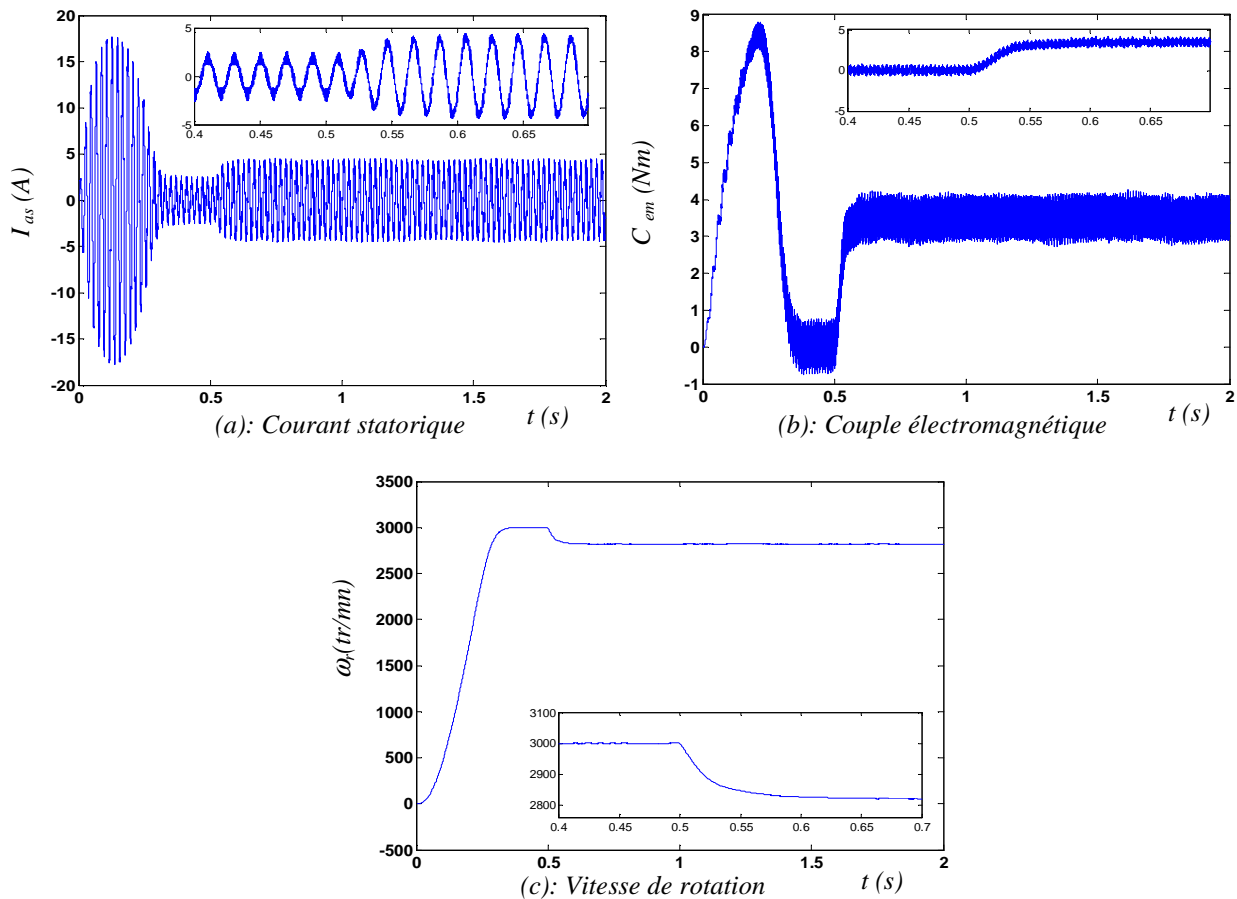 20
15
10
5
0
-5
-10
-15
-20
I as (A)
5
0
-5
0.4 0.45 0.5 0.55 0.6 0.65
0 0.5 1 1.5 2
t (s)
(a): Courant statorique
9
8
7
6
5
4
3
2
1
0
-1
C em (Nm)
5
0
-5
0.4 0.45 0.5 0.55 0.6 0.65
0 0.5 1 1.5 2
t (s)
(b): Couple électromagnétique
3500
3000
2500
2000
1500
1000
500
0
-500
ωr(tr/mn)
3100
3000
2900
2800
0.4 0.45 0.5 0.55 0.6 0.65 0.7
0 0.5 1 1.5 2
t (s)
(c): Vitesse de rotation